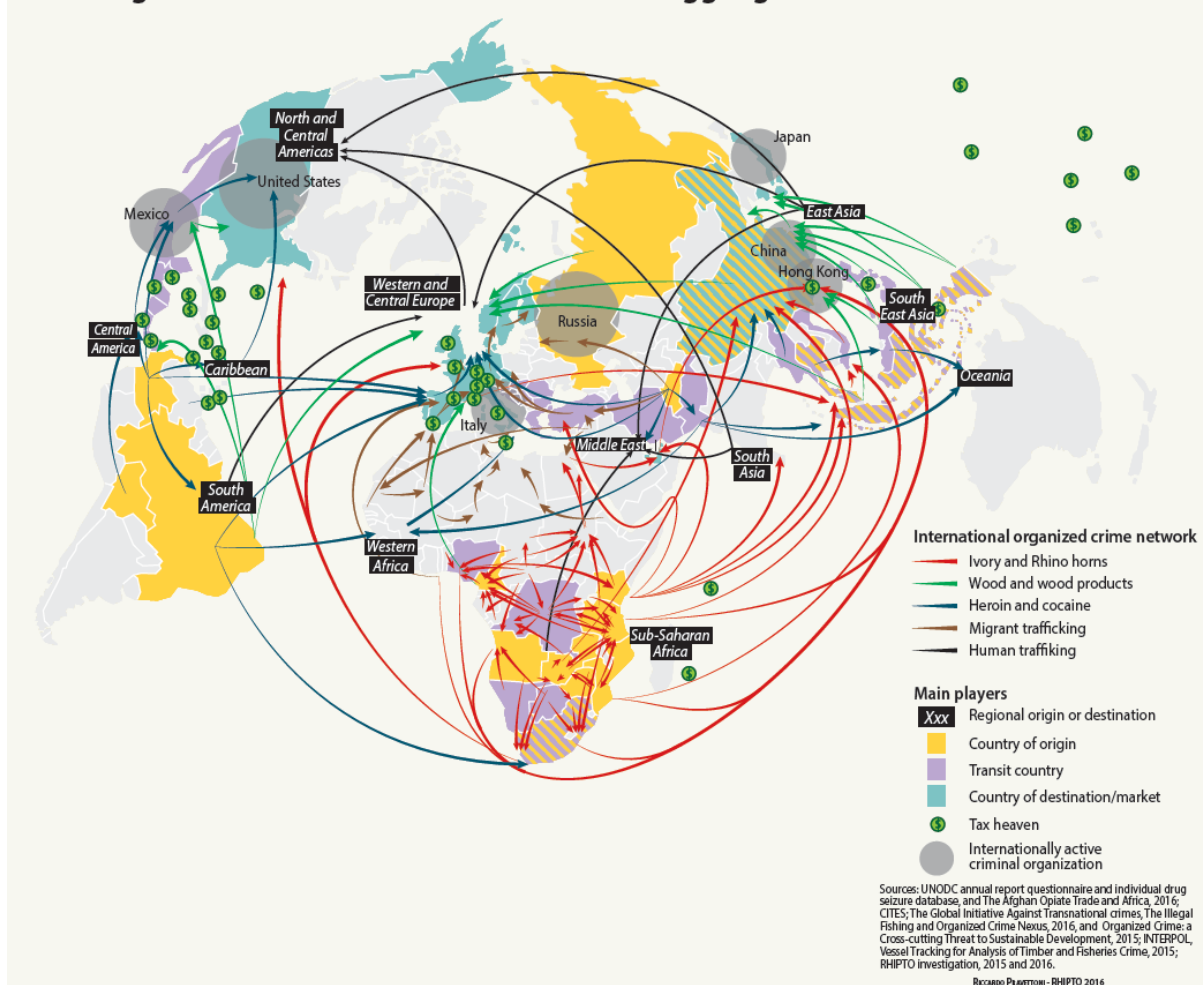 North and
Central
Americas
United States
Mexico
Japan
East Asia
China
Hong Kong
Western and
Central Europe
Russia
South
East Asia
Central
America
Caribbean
Oceania
Italy
Middle East
South
Asia
South
America
Western
Africa
Sub-Saharan
Africa
International organized crime network
Ivory and Rhino horns
Wood and wood products
Heroin and cocaine
Migrant trafficking
Human traffiking
Main players
Xxx Regional origin or destination
Country of origin
Transit country
Country of destination/market
$ Tax heaven
Internationally active
criminal organization
Sources: UNODC annual report questionnaire and individual drug
seizure database, and The Afghan Opiate Trade and Africa, 2016;
CITES; The Global Initiative Against Transnational crimes, The Illegal
Fishing and Organized Crime Nexus, 2016, and Organized Crime: a
Cross-cutting Threat to Sustainable Development, 2015; INTERPOL,
Vessel Tracking for Analysis of Timber and Fisheries Crime, 2015;
RHIPTO investigation, 2015 and 2016.
Riccardo Pravettoni - RHIPTO 2016